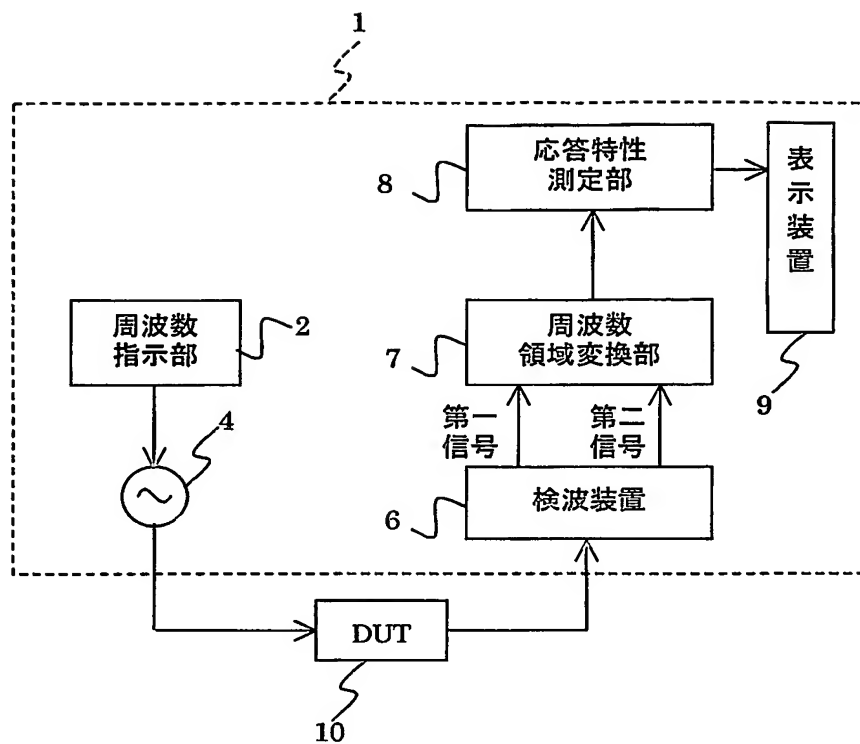 1
応答特性
測定部
8
表示装置
周波数
指示部
2
周波数
領域変換部
7
9
4
第一
信号
第二
信号
検波装置
6
DUT
10